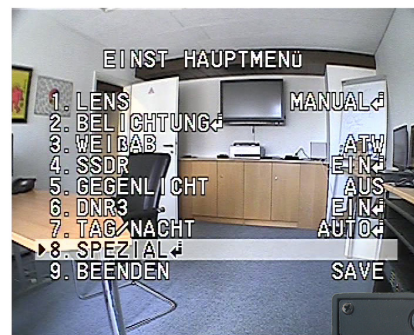 EINST HAUPTMENÜ
1. LENS MANUAL↲
2. BELICHTUNG↲
3. WEIßAB ATW
4. SSDR EIN↲
5. GEGENLICHT AUS
6. DNR3 EIN↲
7. TAG/NACHT AUTO↲
▶8. SPEZIAL↲
9. BEENDEN SAVE